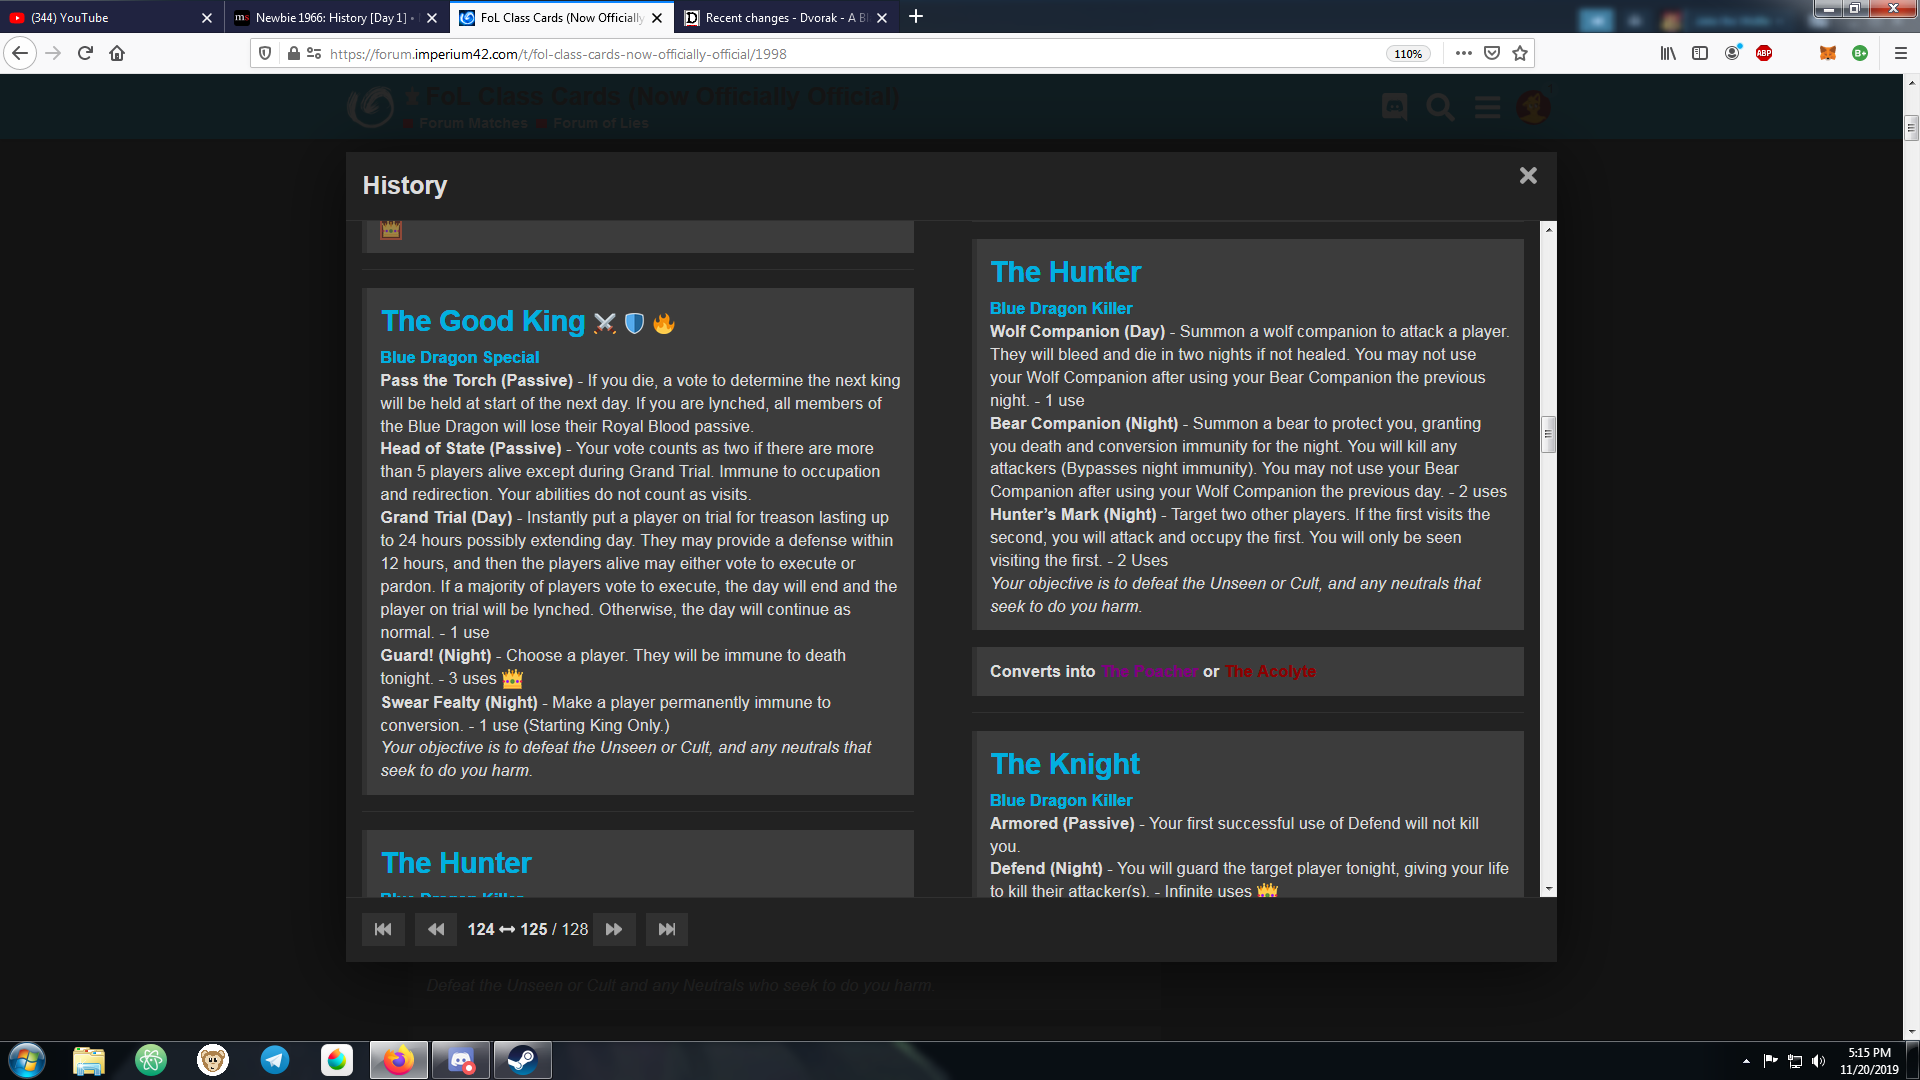 (344) YouTube
Newbie 1966: History [Day 1] •
FoL Class Cards (Now Officially
Recent changes - Dvorak - A Bl
https://forum.imperium42.com/t/fol-class-cards-now-officially-official/1998
110%
FoL Class Cards (Now Officially Official)
Forum Matches Forum of Lies
History
The Good King
Blue Dragon Special
Pass the Torch (Passive) - If you die, a vote to determine the next king
will be held at start of the next day. If you are lynched, all members of
the Blue Dragon will lose their Royal Blood passive.
Head of State (Passive) - Your vote counts as two if there are more
than 5 players alive except during Grand Trial. Immune to occupation
and redirection. Your abilities do not count as visits.
Grand Trial (Day) - Instantly put a player on trial for treason lasting up
to 24 hours possibly extending day. They may provide a defense within
12 hours, and then the players alive may either vote to execute or
pardon. If a majority of players vote to execute, the day will end and the
player on trial will be lynched. Otherwise, the day will continue as
normal. - 1 use
Guard! (Night) - Choose a player. They will be immune to death
tonight. - 3 uses
Swear Fealty (Night) - Make a player permanently immune to
conversion. - 1 use (Starting King Only.)
Your objective is to defeat the Unseen or Cult, and any neutrals that
seek to do you harm.
The Hunter
Blue Dragon Killer
The Hunter
Blue Dragon Killer
Wolf Companion (Day) - Summon a wolf companion to attack a player.
They will bleed and die in two nights if not healed. You may not use
your Wolf Companion after using your Bear Companion the previous
night. - 1 use
Bear Companion (Night) - Summon a bear to protect you, granting
you death and conversion immunity for the night. You will kill any
attackers (Bypasses night immunity). You may not use your Bear
Companion after using your Wolf Companion the previous day. - 2 uses
Hunter's Mark (Night) - Target two other players. If the first visits the
second, you will attack and occupy the first. You will only be seen
visiting the first. - 2 Uses
Your objective is to defeat the Unseen or Cult, and any neutrals that
seek to do you harm.
Converts into The Poacher or The Acolyte
The Knight
Blue Dragon Killer
Armored (Passive) - Your first successful use of Defend will not kill
you.
Defend (Night) - You will guard the target player tonight, giving your life
to kill their attacker(s). - Infinite uses
124 ↔ 125 / 128
Defeat the Unseen or Cult and any Neutrals who seek to do you harm.
5:15 PM
11/20/2019